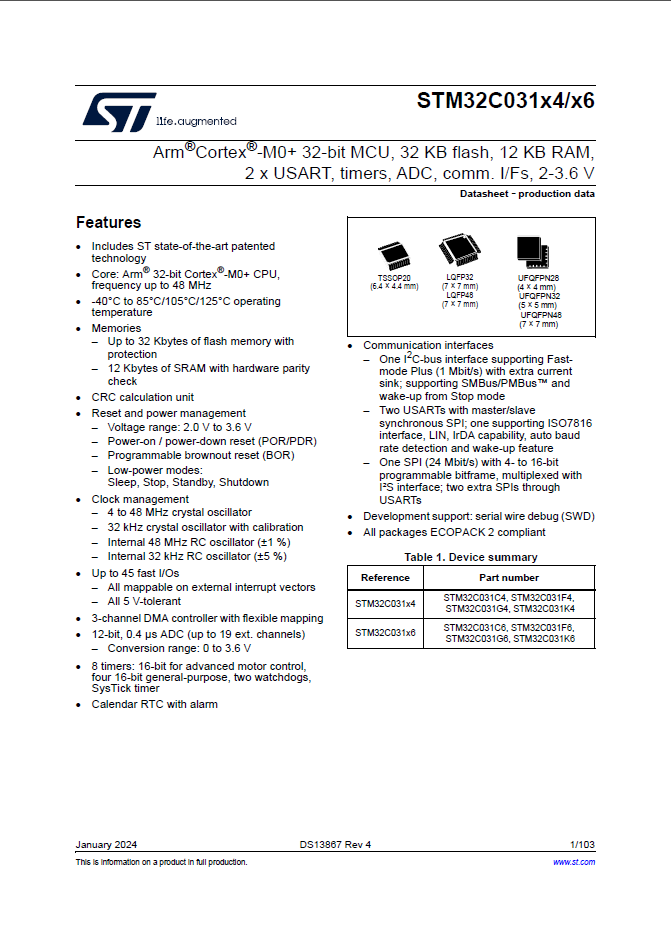 STM32C031x4/x6
ST
life.augmented
Arm®Cortex®-M0+ 32-bit MCU, 32 KB flash, 12 KB RAM,
2 x USART, timers, ADC, comm. I/Fs, 2-3.6 V
Datasheet - production data
Features
• Includes ST state-of-the-art patented
technology
• Core: Arm® 32-bit Cortex®-M0+ CPU,
frequency up to 48 MHz
• -40°C to 85°C/105°C/125°C operating
temperature
• Memories
– Up to 32 Kbytes of flash memory with
protection
– 12 Kbytes of SRAM with hardware parity
check
• CRC calculation unit
• Reset and power management
– Voltage range: 2.0 V to 3.6 V
– Power-on / power-down reset (POR/PDR)
– Programmable brownout reset (BOR)
– Low-power modes:
Sleep, Stop, Standby, Shutdown
• Clock management
– 4 to 48 MHz crystal oscillator
– 32 kHz crystal oscillator with calibration
– Internal 48 MHz RC oscillator (±1 %)
– Internal 32 kHz RC oscillator (±5 %)
• Up to 45 fast I/Os
– All mappable on external interrupt vectors
– All 5 V-tolerant
• 3-channel DMA controller with flexible mapping
• 12-bit, 0.4 µs ADC (up to 19 ext. channels)
– Conversion range: 0 to 3.6 V
• 8 timers: 16-bit for advanced motor control,
four 16-bit general-purpose, two watchdogs,
SysTick timer
• Calendar RTC with alarm
TSSOP20
(6.4 × 4.4 mm)
LQFP32
(7 × 7 mm)
LQFP48
(7 × 7 mm)
UFQFPN28
(4 × 4 mm)
UFQFPN32
(5 × 5 mm)
UFQFPN48
(7 × 7 mm)
• Communication interfaces
– One I2C-bus interface supporting Fast-
mode Plus (1 Mbit/s) with extra current
sink; supporting SMBus/PMBus™ and
wake-up from Stop mode
– Two USARTs with master/slave
synchronous SPI; one supporting ISO7816
interface, LIN, IrDA capability, auto baud
rate detection and wake-up feature
– One SPI (24 Mbit/s) with 4- to 16-bit
programmable bitframe, multiplexed with
I²S interface; two extra SPIs through
USARTs
• Development support: serial wire debug (SWD)
• All packages ECOPACK 2 compliant
Table 1. Device summary
Reference Part number
STM32C031x4 STM32C031C4, STM32C031F4,
STM32C031G4, STM32C031K4
STM32C031x6 STM32C031C6, STM32C031F6,
STM32C031G6, STM32C031K6
January 2024 DS13867 Rev 4 1/103
This is information on a product in full production. www.st.com